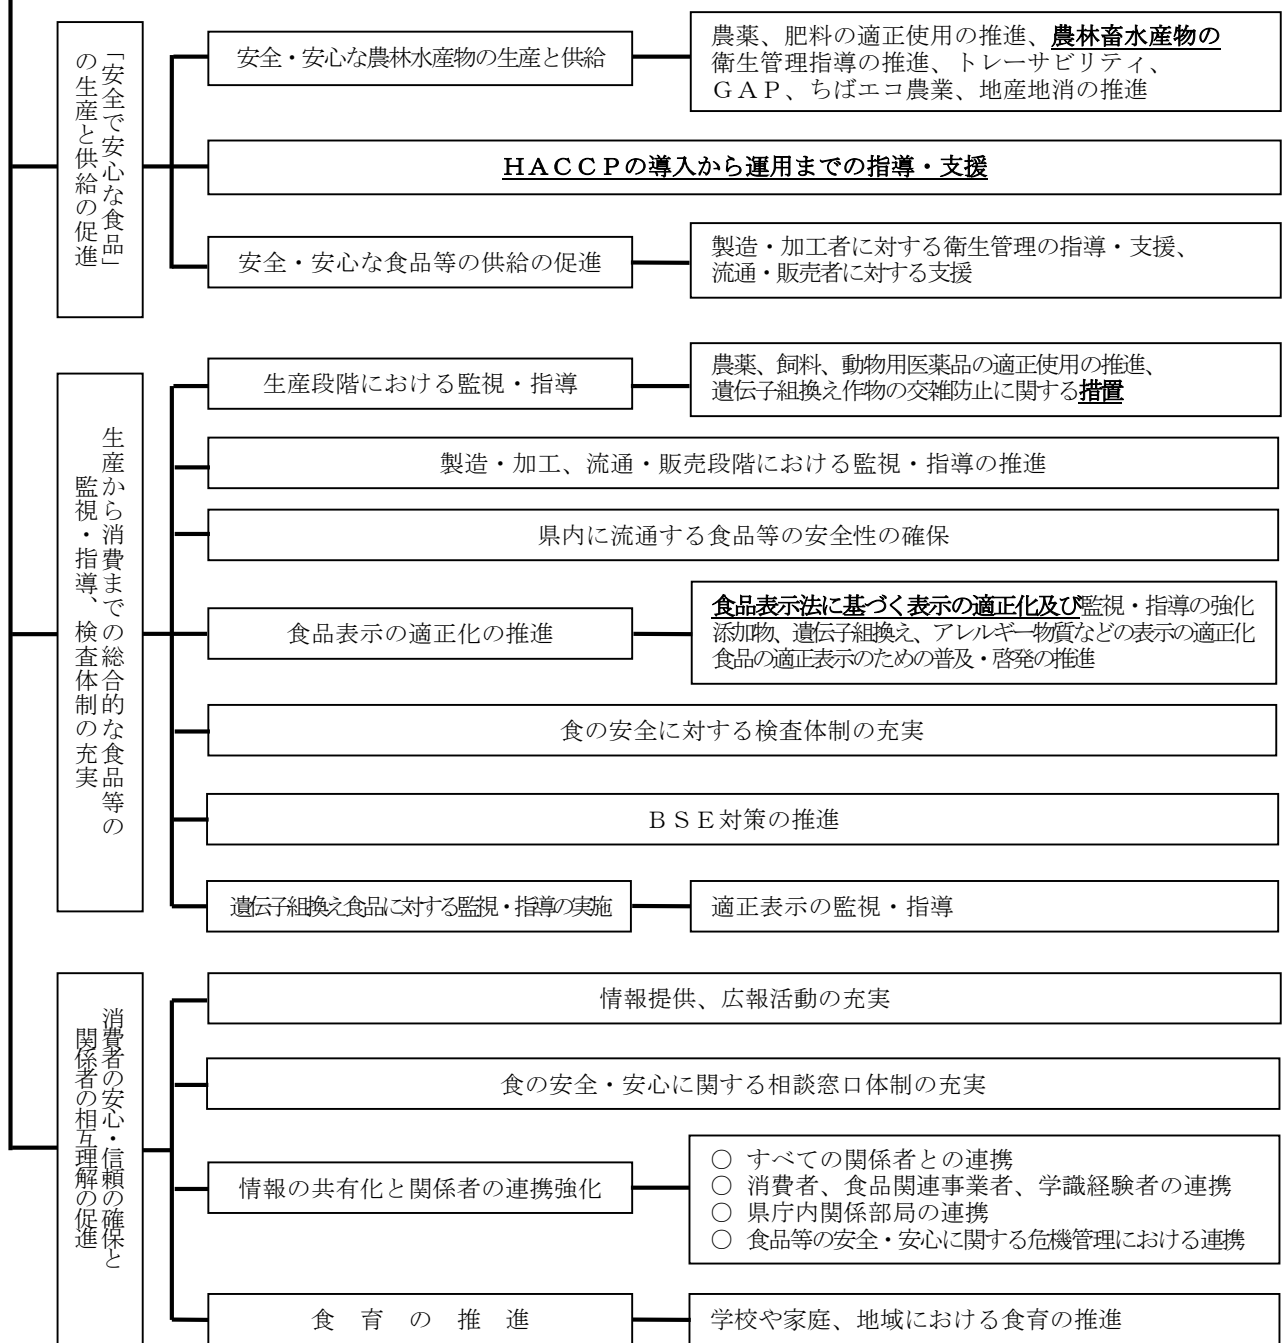 「安全で安心な食品」
の生産と供給の促進
安全・安心な農林水産物の生産と供給
農薬、肥料の適正使用の推進、農林畜水産物の
衛生管理指導の推進、トレーサビリティ、
ＧＡＰ、ちばエコ農業、地産地消の推進
ＨＡＣＣＰの導入から運用までの指導・支援
安全・安心な食品等の供給の促進
製造・加工者に対する衛生管理の指導・支援、
流通・販売者に対する支援
生産から消費までの総合的な食品等の
監視・指導、検査体制の充実
生産段階における監視・指導
農薬、飼料、動物用医薬品の適正使用の推進、
遺伝子組換え作物の交雑防止に関する措置
製造・加工、流通・販売段階における監視・指導の推進
県内に流通する食品等の安全性の確保
食品表示の適正化の推進
食品表示法に基づく表示の適正化及び監視・指導の強化
添加物、遺伝子組換え、アレルギー物質などの表示の適正化
食品の適正表示のための普及・啓発の推進
食の安全に対する検査体制の充実
ＢＳＥ対策の推進
遺伝子組換え食品に対する監視・指導の実施
適正表示の監視・指導
消費者の安心・信頼の確保と
関係者の相互理解の促進
情報提供、広報活動の充実
食の安全・安心に関する相談窓口体制の充実
情報の共有化と関係者の連携強化
○ すべての関係者との連携
○ 消費者、食品関連事業者、学識経験者の連携
○ 県庁内関係部局の連携
○ 食品等の安全・安心に関する危機管理における連携
食　育　の　推　進
学校や家庭、地域における食育の推進